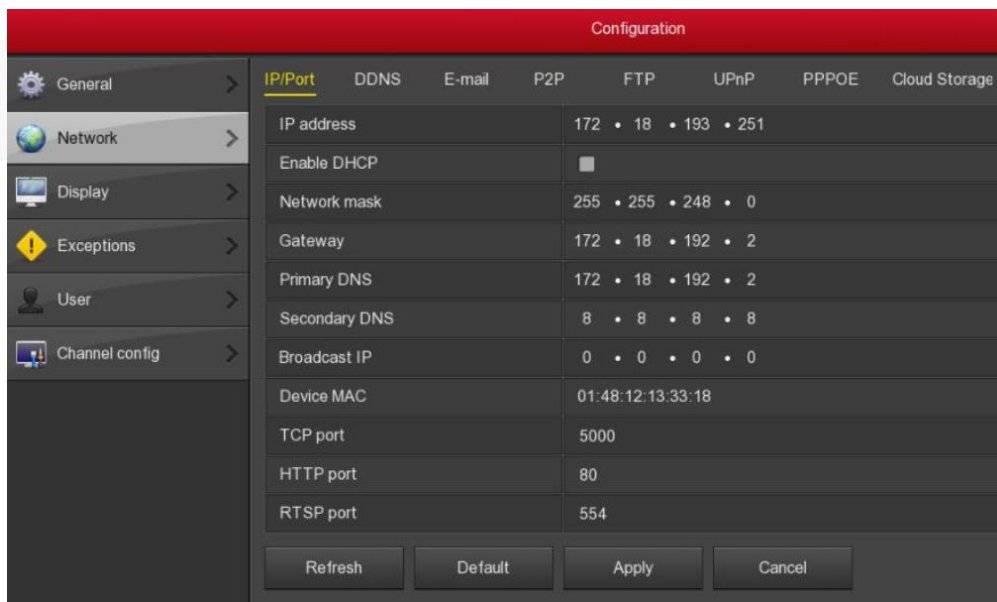 Configuration
General
Network
Display
Exceptions
User
Channel config
IP/Port DDNS E-mail P2P FTP UPnP PPPOE Cloud Storage
IP address 172 • 18 • 193 • 251
Enable DHCP
Network mask 255 • 255 • 248 • 0
Gateway 172 • 18 • 192 • 2
Primary DNS 172 • 18 • 192 • 2
Secondary DNS 8 • 8 • 8 • 8
Broadcast IP 0 • 0 • 0 • 0
Device MAC 01:48:12:13:33:18
TCP port 5000
HTTP port 80
RTSP port 554
Refresh Default Apply Cancel